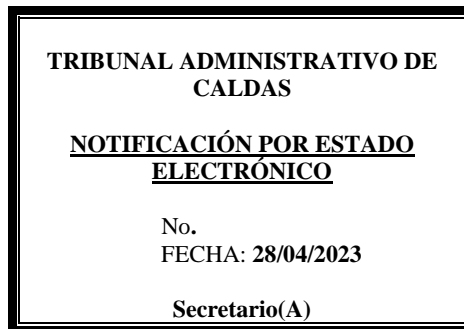 TRIBUNAL ADMINISTRATIVO DE
CALDAS
NOTIFICACIÓN POR ESTADO
ELECTRÓNICO
No.
FECHA: 28/04/2023
Secretario(A)